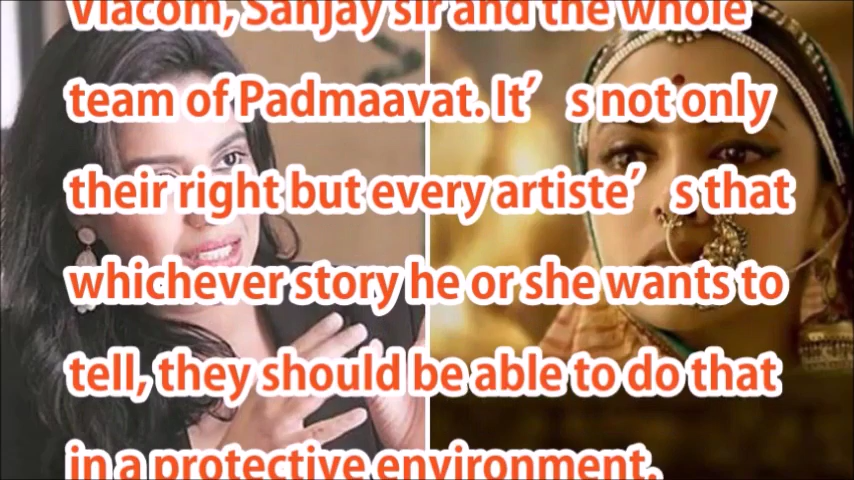 Viacom, Sanjay sir and the whole
team of Padmaavat. It’ s not only
their right but every artiste’ s that
whichever story he or she wants to
tell, they should be able to do that
in a protective environment.